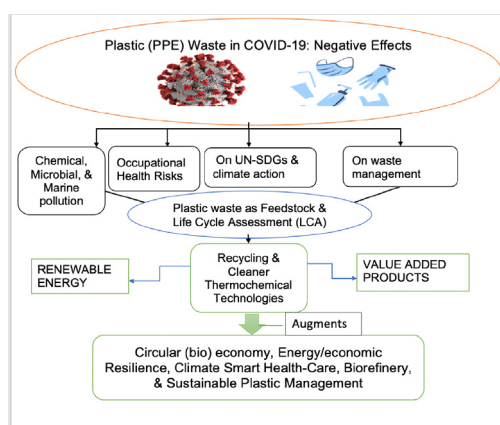 Plastic (PPE) Waste in COVID-19: Negative Effects
Chemical,
Microbial, &
Marine
pollution
Occupational
Health Risks
On UN-SDGs &
climate action
On waste
management
Plastic waste as Feedstock &
Life Cycle Assessment (LCA)
RENEWABLE
ENERGY
Recycling &
Cleaner
Thermochemical
Technologies
VALUE ADDED
PRODUCTS
Augments
Circular (bio) economy, Energy/economic
Resilience, Climate Smart Health-Care, Biorefinery,
& Sustainable Plastic Management